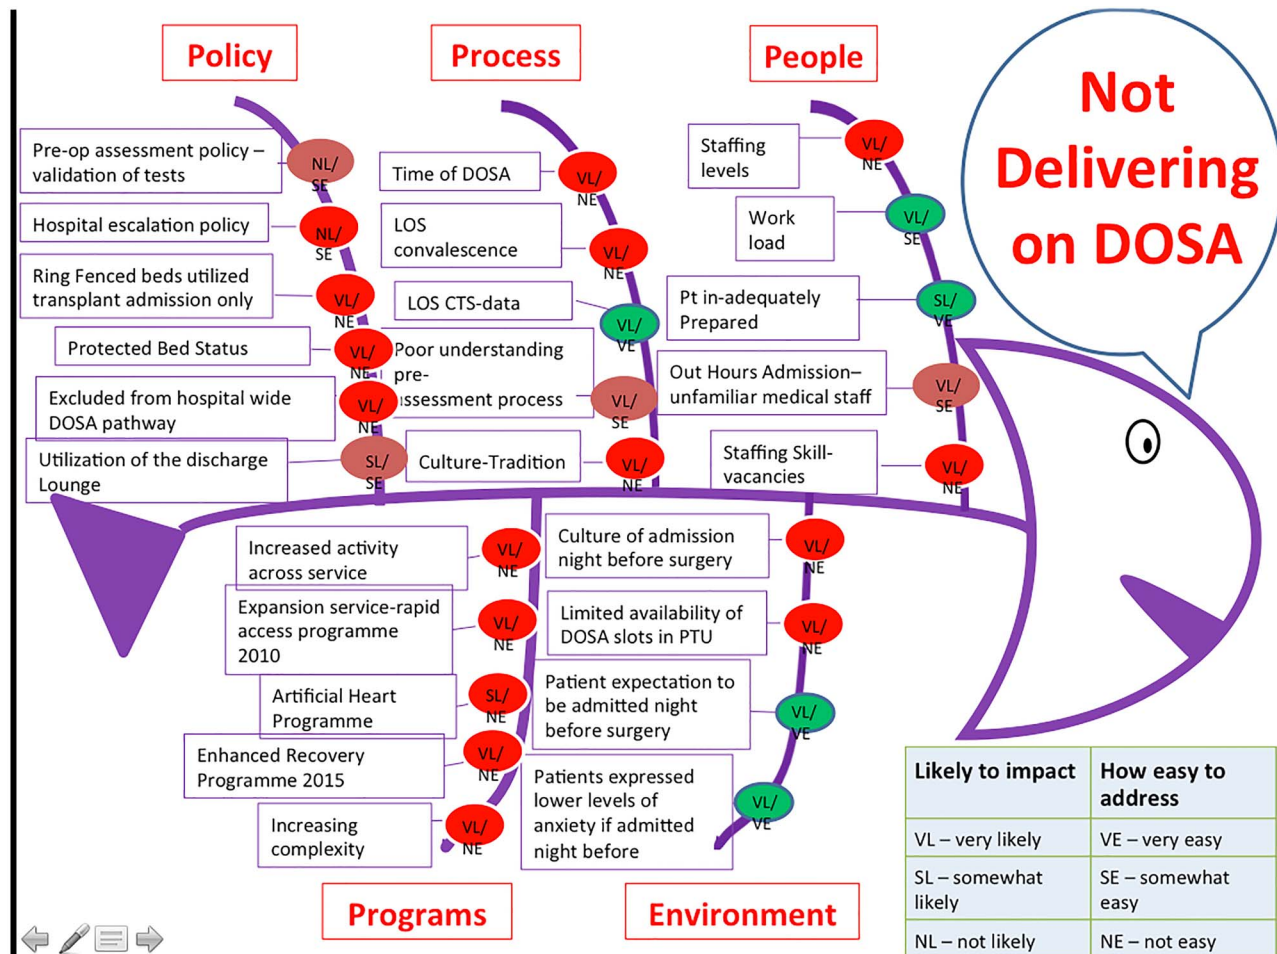 Policy
Process
People
Not
Delivering
on DOSA
Pre-op assessment policy –
validation of tests
NL/
SE
Hospital escalation policy
NL/
SE
Ring Fenced beds utilized
transplant admission only
VL/
NE
Protected Bed Status
VL/
NE
Excluded from hospital wide
DOSA pathway
VL/
NE
Utilization of the discharge
Lounge
SL/
SE
Time of DOSA
VL/
NE
LOS
convalescence
VL/
NE
LOS CTS-data
VL/
VE
Poor understanding
pre-
assessment process
VL/
SE
Culture-Tradition
VL/
NE
Staffing
levels
VL/
NE
Work
load
VL/
SE
Pt in-adequately
Prepared
SL/
VE
Out Hours Admission–
unfamiliar medical staff
VL/
SE
Staffing Skill-
vacancies
VL/
NE
Increased activity
across service
VL/
NE
Expansion service-rapid
access programme
2010
VL/
NE
Artificial Heart
Programme
SL/
NE
Enhanced Recovery
Programme 2015
VL/
NE
Increasing
complexity
VL/
NE
Culture of admission
night before surgery
VL/
NE
Limited availability of
DOSA slots in PTU
VL/
NE
Patient expectation to
be admitted night
before surgery
VL/
VE
Patients expressed
lower levels of
anxiety if admitted
night before
VL/
VE
Programs
Environment
Likely to impact
How easy to
address
VL – very likely
VE – very easy
SL – somewhat
likely
SE – somewhat
easy
NL – not likely
NE – not easy